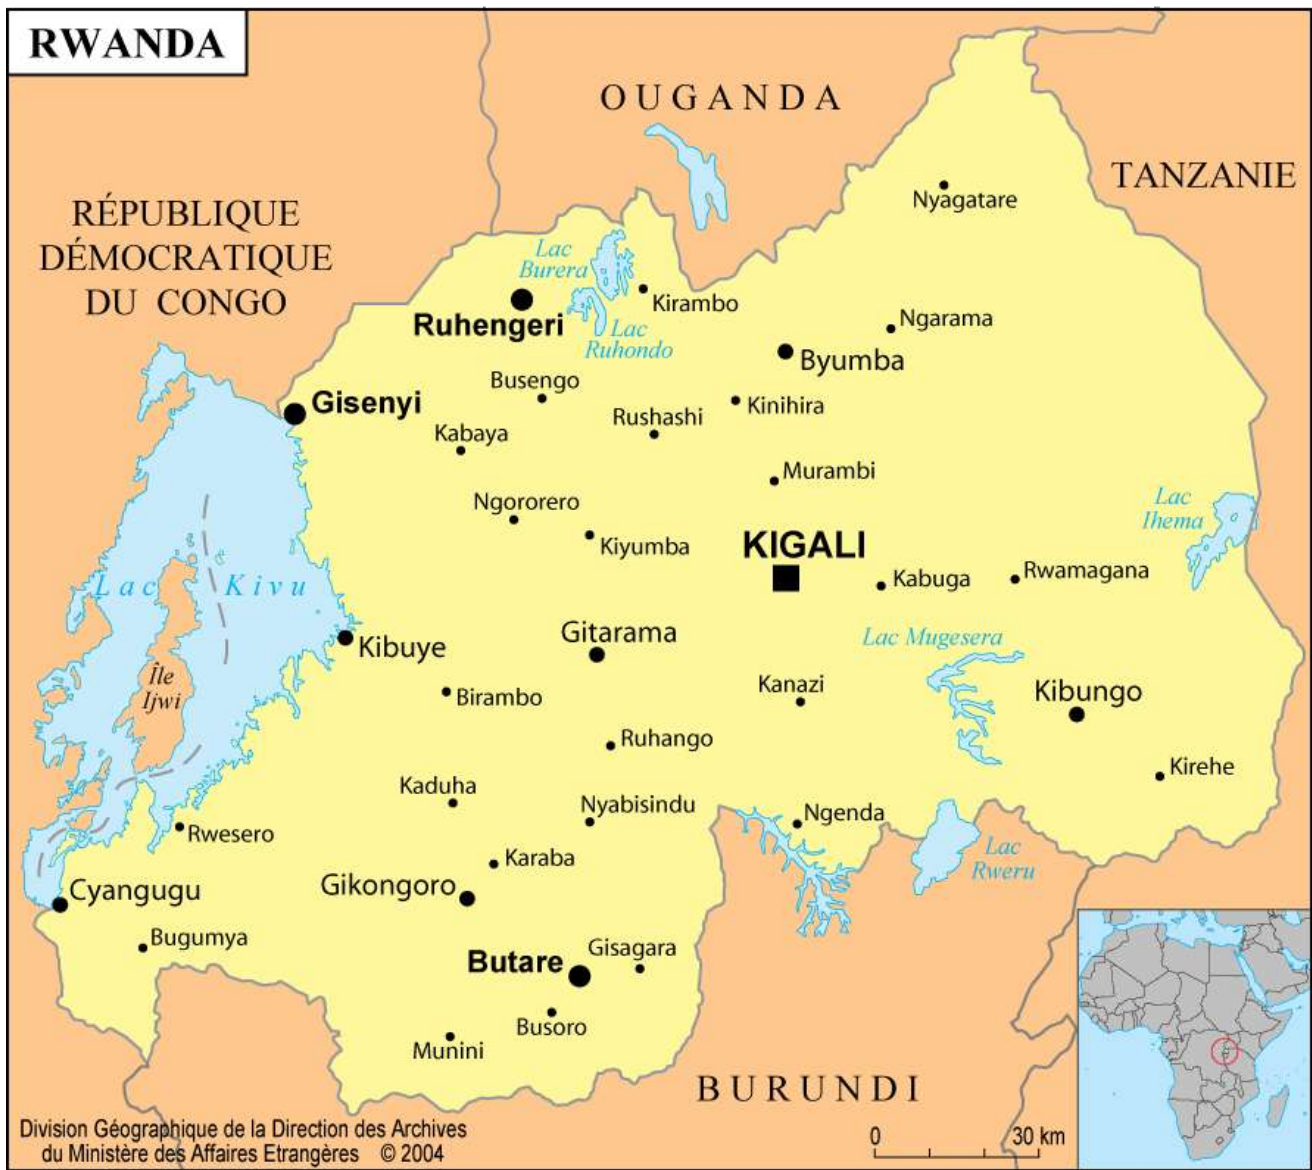 RWANDA
OUGANDA
TANZANIE
RÉPUBLIQUE
DÉMOCRATIQUE
DU CONGO
Nyagatare
Lac
Burera
Kirambo
Ruhengeri
Lac
Ruhondo
Ngarama
Byumba
Busengo
Gisenyi
Kinihira
Rushashi
Kabaya
Murambi
Ngororero
Lac
Ihema
Kiyumba
KIGALI
Kabuga
Rwamagana
Lac Kivu
Gitarama
Lac Mugesera
Kibuye
Île
Ijwi
Birambo
Kanazi
Kibungo
Ruhango
Kirehe
Kaduha
Nyabisindu
Ngenda
Rwesero
Lac
Rweru
Karaba
Cyangugu
Gikongoro
Bugumya
Gisagara
Butare
Busoro
Munini
BURUNDI
Division Géographique de la Direction des Archives
du Ministère des Affaires Etrangères © 2004
0 30 km